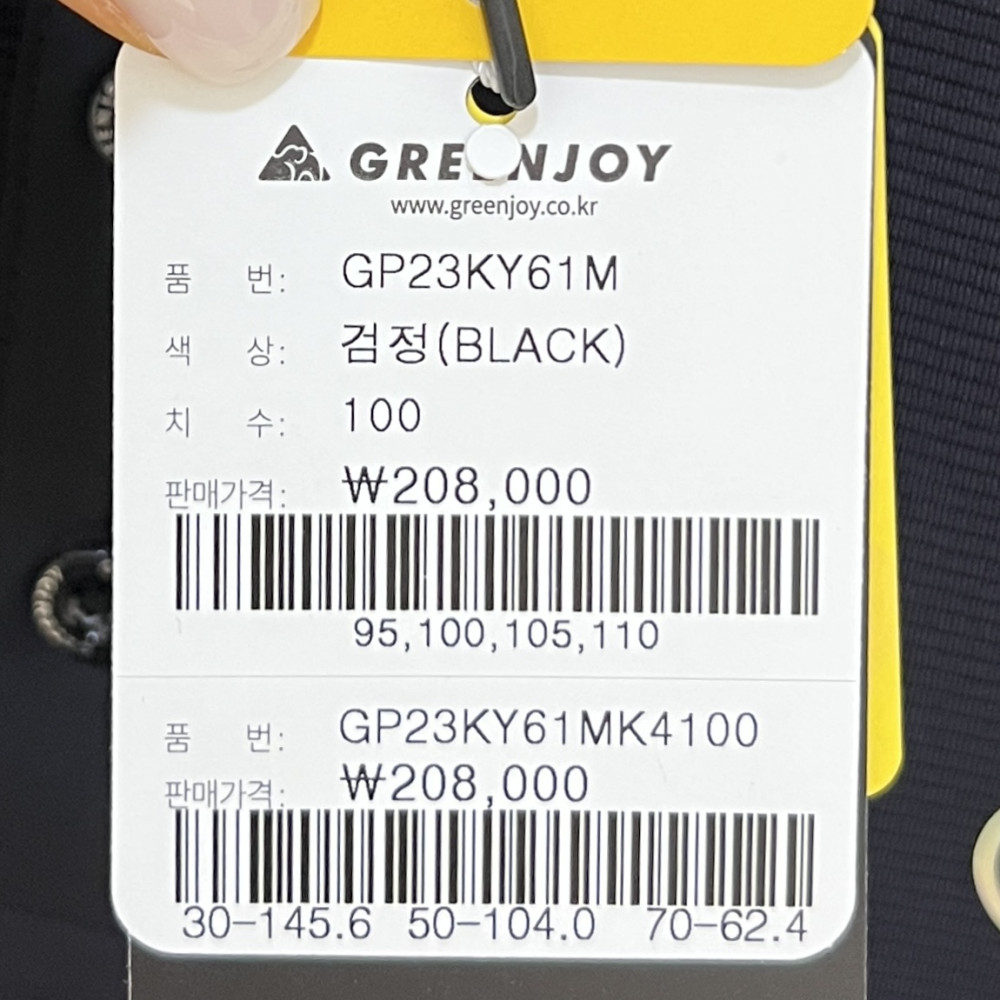 GREENJOY
www.greenjoy.co.kr
품 번: GP23KY61M
색 상: 검정(BLACK)
치 수: 100
판매가격: ₩208,000
95,100,105,110
품 번: GP23KY61MK4100
판매가격: ₩208,000
30-145.6 50-104.0 70-62.4